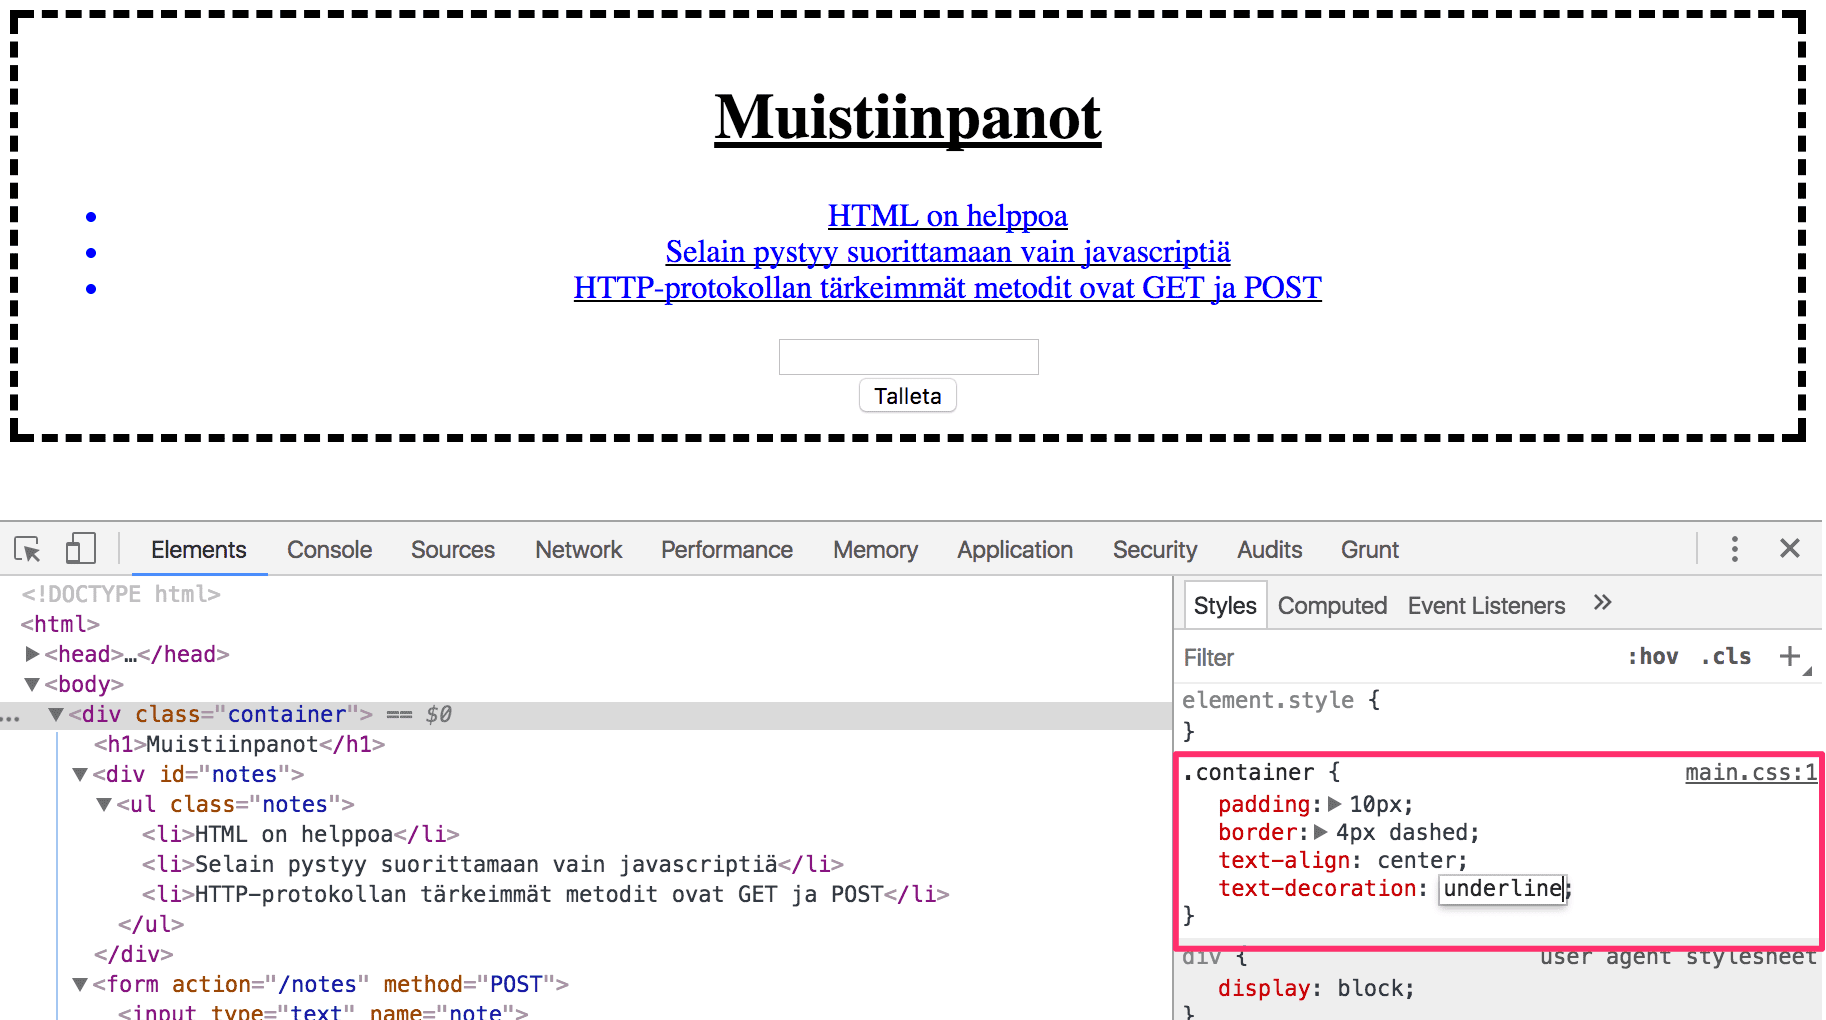 Muistiinpanot
HTML on helppoa
Selain pystyy suorittamaan vain javascriptiä
HTTP-protokollan tärkeimmät metodit ovat GET ja POST
Talleta
Elements Console Sources Network Performance Memory Application Security Audits Grunt
<!DOCTYPE html>
<html>
<head>…</head>
<body>
… <div class="container"> == $0
<h1>Muistiinpanot</h1>
<div id="notes">
<ul class="notes">
<li>HTML on helppoa</li>
<li>Selain pystyy suorittamaan vain javascriptiä</li>
<li>HTTP-protokollan tärkeimmät metodit ovat GET ja POST</li>
</ul>
</div>
<form action="/notes" method="POST">
<input type="text" name="note">
Styles Computed Event Listeners »
Filter :hov .cls +
element.style {
}
.container { main.css:1
padding: 10px;
border: 4px dashed;
text-align: center;
text-decoration: underline;
}
div { user agent stylesheet
display: block;
}